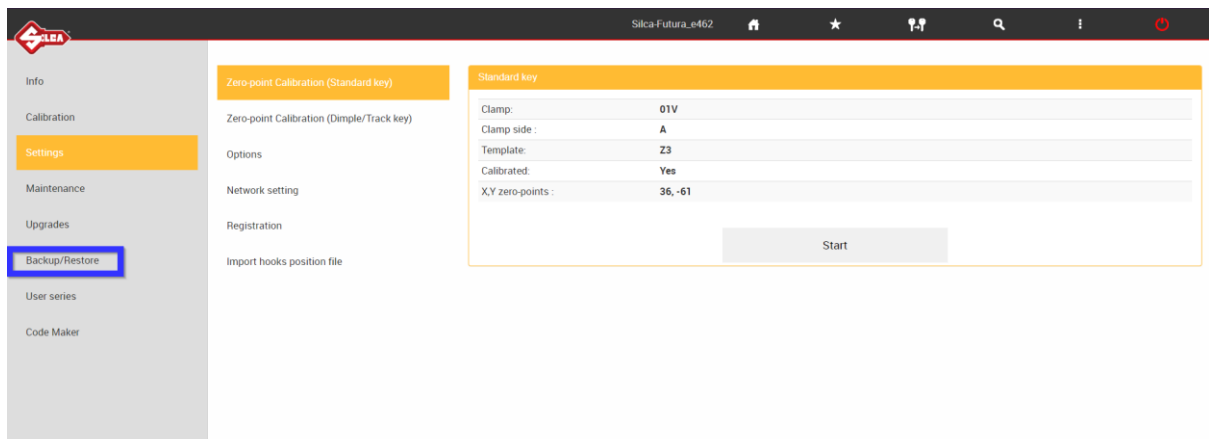 SILCA
Silca-Futura_e462
Info
Calibration
Settings
Maintenance
Upgrades
Backup/Restore
User series
Code Maker
Zero-point Calibration (Standard key)
Zero-point Calibration (Dimple/Track key)
Options
Network setting
Registration
Import hooks position file
Standard key
Clamp: 01V
Clamp side : A
Template: Z3
Calibrated: Yes
X,Y zero-points : 36, -61
Start